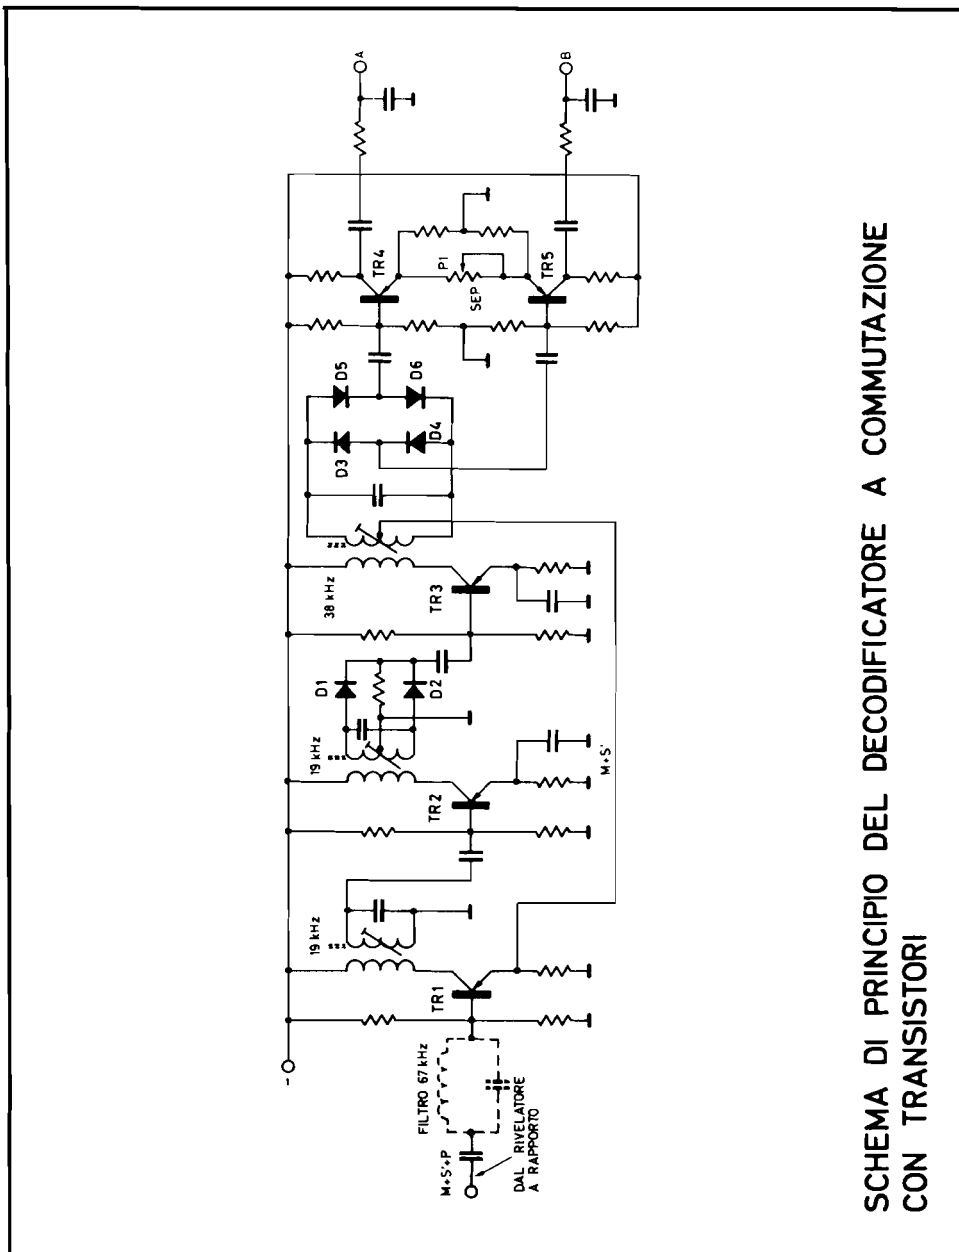 M+S'+P
DAL RIVELATORE
A RAPPORTO
FILTRO 67 kHz
-
TR1
19 kHz
TR2
19 kHz
D1
D2
TR3
38 kHz
M+S'
D3
D4
D5
D6
TR4
SEP
P1
TR5
A
B
SCHEMA DI PRINCIPIO DEL DECODIFICATORE A COMMUTAZIONE
CON TRANSISTORI